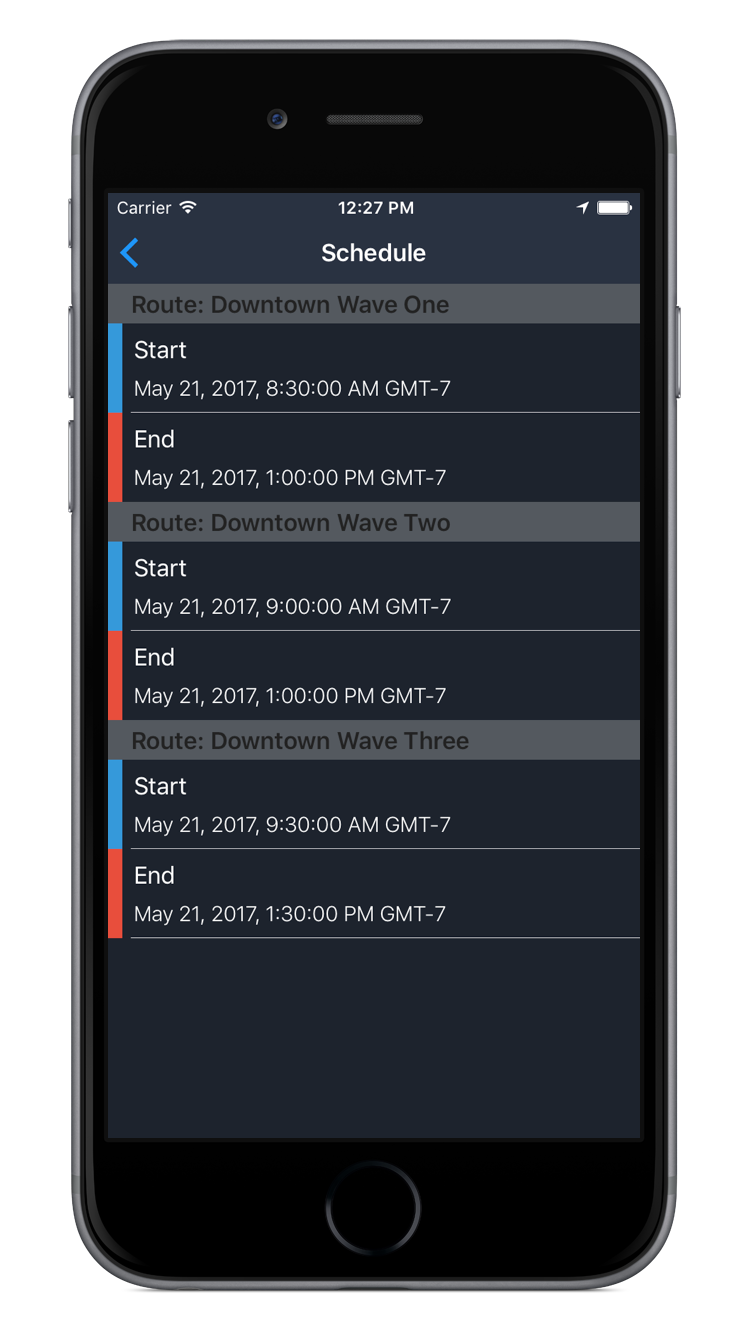 Carrier 12:27 PM
Schedule
Route: Downtown Wave One
Start
May 21, 2017, 8:30:00 AM GMT-7
End
May 21, 2017, 1:00:00 PM GMT-7
Route: Downtown Wave Two
Start
May 21, 2017, 9:00:00 AM GMT-7
End
May 21, 2017, 1:00:00 PM GMT-7
Route: Downtown Wave Three
Start
May 21, 2017, 9:30:00 AM GMT-7
End
May 21, 2017, 1:30:00 PM GMT-7